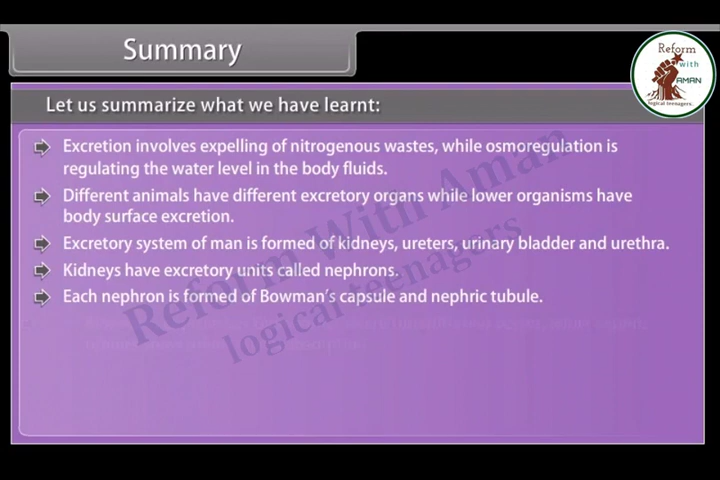 Summary
Reform
with
AMAN
logical teenagers
Let us summarize what we have learnt:
Excretion involves expelling of nitrogenous wastes, while osmoregulation is
regulating the water level in the body fluids.
Different animals have different excretory organs while lower organisms have
body surface excretion.
Excretory system of man is formed of kidneys, ureters, urinary bladder and urethra.
Kidneys have excretory units called nephrons.
Each nephron is formed of Bowman's capsule and nephric tubule.
Reform With Aman
logical teenagers